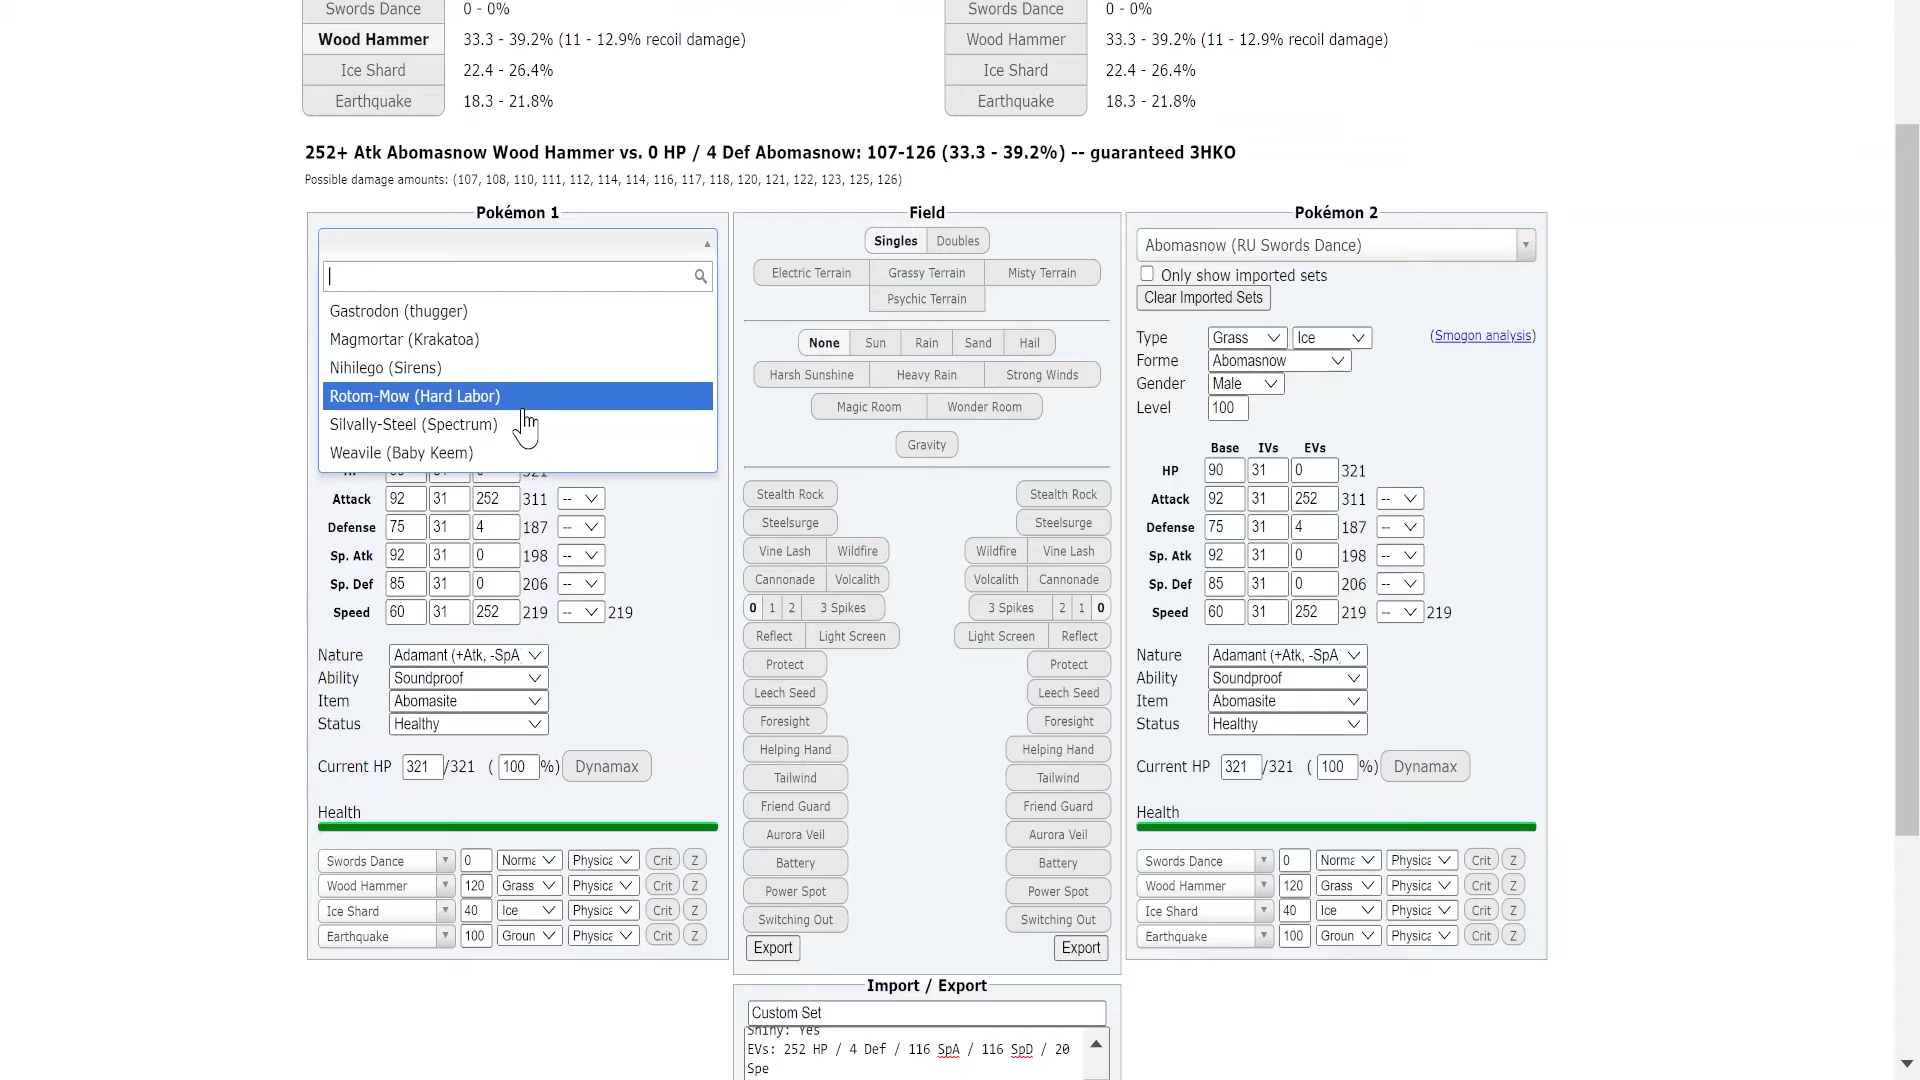 Swords Dance 0 - 0%
Wood Hammer 33.3 - 39.2% (11 - 12.9% recoil damage)
Ice Shard 22.4 - 26.4%
Earthquake 18.3 - 21.8%
Swords Dance 0 - 0%
Wood Hammer 33.3 - 39.2% (11 - 12.9% recoil damage)
Ice Shard 22.4 - 26.4%
Earthquake 18.3 - 21.8%
252+ Atk Abomasnow Wood Hammer vs. 0 HP / 4 Def Abomasnow: 107-126 (33.3 - 39.2%) -- guaranteed 3HKO
Possible damage amounts: (107, 108, 110, 111, 112, 114, 114, 116, 117, 118, 120, 121, 122, 123, 125, 126)
Pokémon 1
Gastrodon (thugger)
Magmortar (Krakatoa)
Nihilego (Sirens)
Rotom-Mow (Hard Labor)
Silvally-Steel (Spectrum)
Weavile (Baby Keem)
Attack 92 31 252 311 --
Defense 75 31 4 187 --
Sp. Atk 92 31 0 198 --
Sp. Def 85 31 0 206 --
Speed 60 31 252 219 -- 219
Nature Adamant (+Atk, -SpA
Ability Soundproof
Item Abomasite
Status Healthy
Current HP 321 /321 ( 100 %) Dynamax
Health
Swords Dance 0 Norma Physica Crit Z
Wood Hammer 120 Grass Physica Crit Z
Ice Shard 40 Ice Physica Crit Z
Earthquake 100 Groun Physica Crit Z
Field
Singles Doubles
Electric Terrain Grassy Terrain Misty Terrain
Psychic Terrain
None Sun Rain Sand Hail
Harsh Sunshine Heavy Rain Strong Winds
Magic Room Wonder Room
Gravity
Stealth Rock Stealth Rock
Steelsurge Steelsurge
Vine Lash Wildfire Wildfire Vine Lash
Cannonade Volcalith Volcalith Cannonade
0 1 2 3 Spikes 3 Spikes 2 1 0
Reflect Light Screen Light Screen Reflect
Protect Protect
Leech Seed Leech Seed
Foresight Foresight
Helping Hand Helping Hand
Tailwind Tailwind
Friend Guard Friend Guard
Aurora Veil Aurora Veil
Battery Battery
Power Spot Power Spot
Switching Out Switching Out
Export Export
Import / Export
Custom Set
Shiny: Yes
EVs: 252 HP / 4 Def / 116 SpA / 116 SpD / 20
Spe
Pokémon 2
Abomasnow (RU Swords Dance)
Only show imported sets
Clear Imported Sets
Type Grass Ice (Smogon analysis)
Forme Abomasnow
Gender Male
Level 100
Base IVs EVs
HP 90 31 0 321
Attack 92 31 252 311 --
Defense 75 31 4 187 --
Sp. Atk 92 31 0 198 --
Sp. Def 85 31 0 206 --
Speed 60 31 252 219 -- 219
Nature Adamant (+Atk, -SpA
Ability Soundproof
Item Abomasite
Status Healthy
Current HP 321 /321 ( 100 %) Dynamax
Health
Swords Dance 0 Norma Physica Crit Z
Wood Hammer 120 Grass Physica Crit Z
Ice Shard 40 Ice Physica Crit Z
Earthquake 100 Groun Physica Crit Z